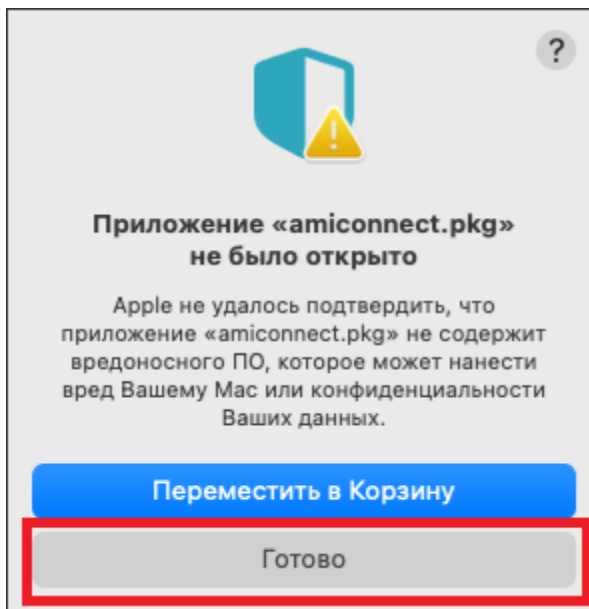 ?
Приложение «amiconnect.pkg»
не было открыто
Apple не удалось подтвердить, что
приложение «amiconnect.pkg» не содержит
вредоносного ПО, которое может нанести
вред Вашему Mac или конфиденциальности
Ваших данных.
Переместить в Корзину
Готово